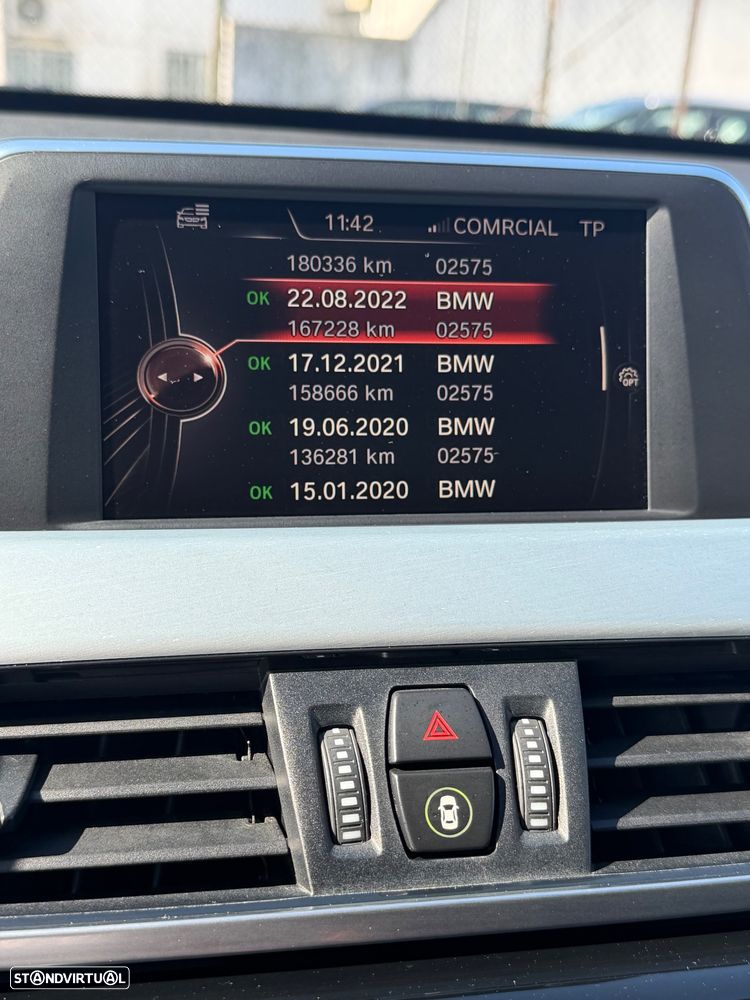 11:42 COMRCIAL TP
180336 km 02575
OK 22.08.2022 BMW
167228 km 02575
OK 17.12.2021 BMW
158666 km 02575
OPT
OK 19.06.2020 BMW
136281 km 02575
OK 15.01.2020 BMW
STANDVIRTUAL